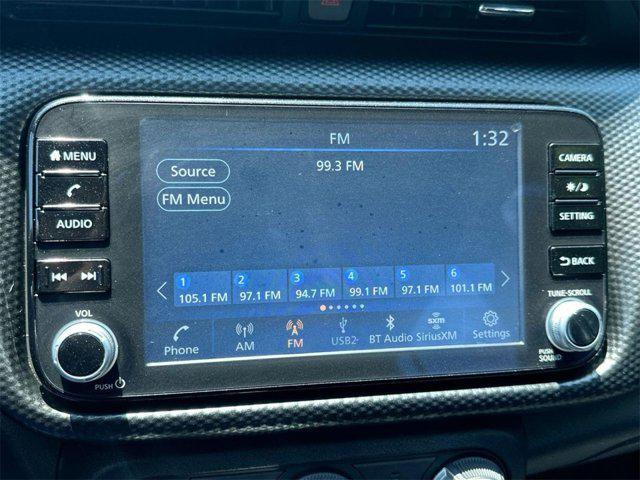 MENU
AUDIO
VOL
PUSH
FM
1:32
99.3 FM
Source
FM Menu
1 2 3 4 5 6
105.1 FM 97.1 FM 94.7 FM 99.1 FM 97.1 FM 101.1 FM
Phone AM FM USB2 BT Audio SiriusXM Settings
sxm
CAMERA
SETTING
BACK
TUNE-SCROLL
PUSH
SOUND